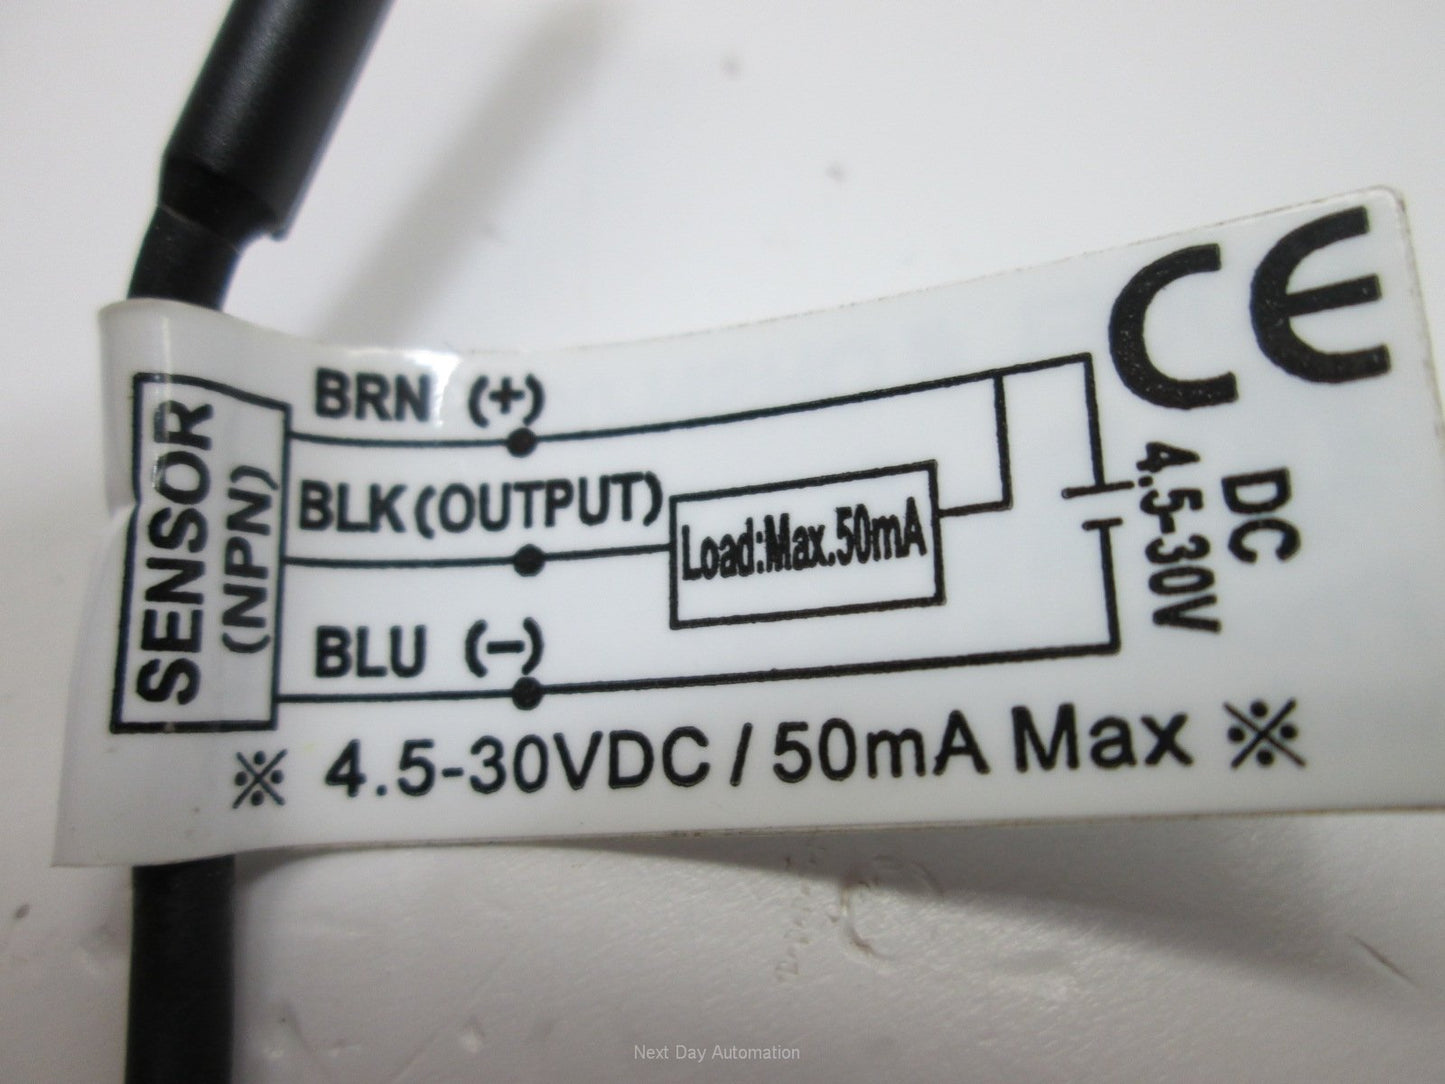 CE
BRN (+)
BLK (OUTPUT)
BLU (−)
SENSOR
(NPN)
Load:Max.50mA
DC
4.5-30V
※ 4.5-30VDC / 50mA Max ※
Next Day Automation